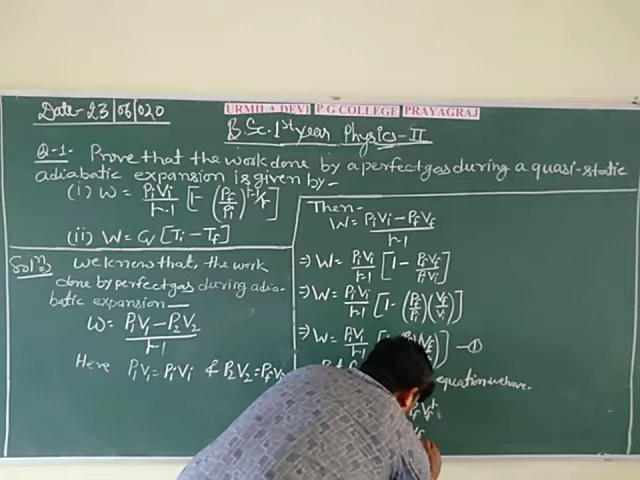 Date-23/06/020
URMILA DEVI P G COLLEGE PRAYAGRAJ
B.Sc. 1st year Physics-II
Q-1- Prove that the work done by a perfect gas during a quasi-static
adiabatic expansion is given by-
(i) W = PiVi/γ-1 [1-(Pf/Pi)^γ-1/γ]
(ii) W = Cv [Ti - Tf]
Soln⇒ We know that, the work
done by perfect gas during adia-
batic expansion—
W = P1V1 - P2V2/γ-1
Here P1V1 = PiVi & P2V2 = PfVf
Then-
W = PiVi - PfVf/γ-1
⇒ W = PiVi/γ-1 [1 - PfVf/PiVi]
⇒ W = PiVi/γ-1 [1-(Pf/Pi)(Vf/Vi)]
⇒ W = PiVi/γ-1 —①
equation we have.